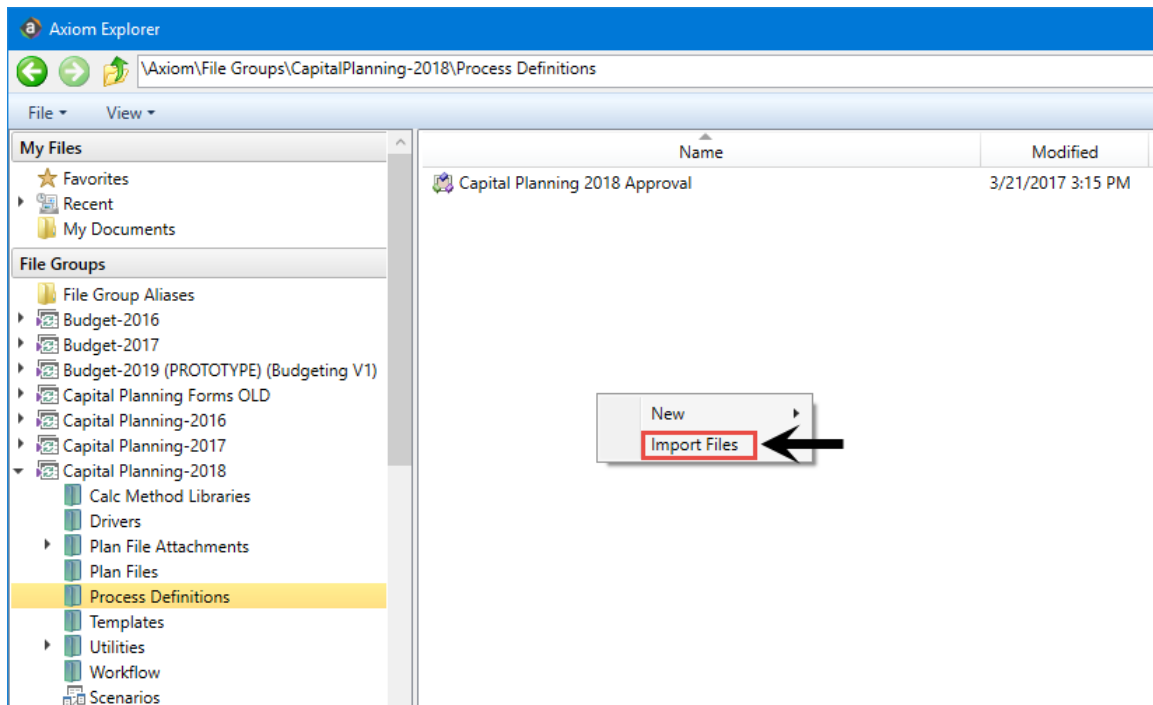 Axiom Explorer
\Axiom\File Groups\CapitalPlanning-2018\Process Definitions
File View
My Files
Favorites
Recent
My Documents
File Groups
File Group Aliases
Budget-2016
Budget-2017
Budget-2019 (PROTOTYPE) (Budgeting V1)
Capital Planning Forms OLD
Capital Planning-2016
Capital Planning-2017
Capital Planning-2018
Calc Method Libraries
Drivers
Plan File Attachments
Plan Files
Process Definitions
Templates
Utilities
Workflow
Scenarios
Name Modified
Capital Planning 2018 Approval 3/21/2017 3:15 PM
New
Import Files